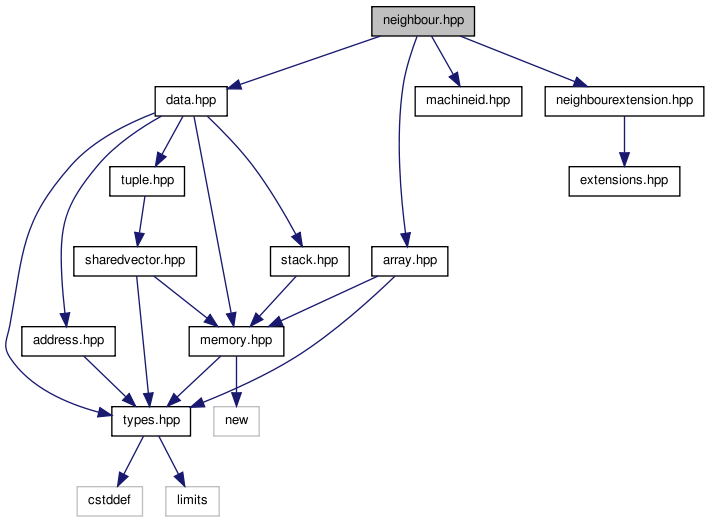 neighbour.hpp
data.hpp
machineid.hpp
neighbourextension.hpp
tuple.hpp
extensions.hpp
sharedvector.hpp
stack.hpp
array.hpp
address.hpp
memory.hpp
types.hpp
new
cstddef
limits